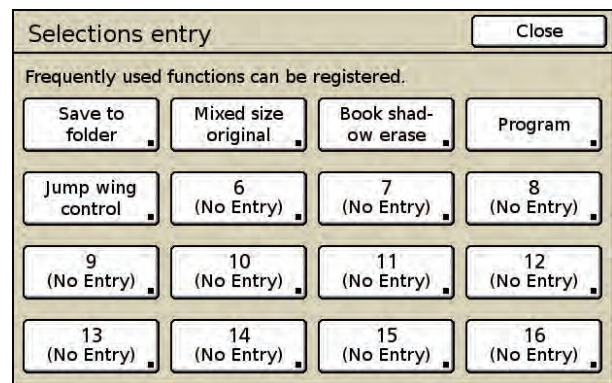 Selections entry
Close
Frequently used functions can be registered.
Save to
folder
Mixed size
original
Book shad-
ow erase
Program
Jump wing
control
6
(No Entry)
7
(No Entry)
8
(No Entry)
9
(No Entry)
10
(No Entry)
11
(No Entry)
12
(No Entry)
13
(No Entry)
14
(No Entry)
15
(No Entry)
16
(No Entry)